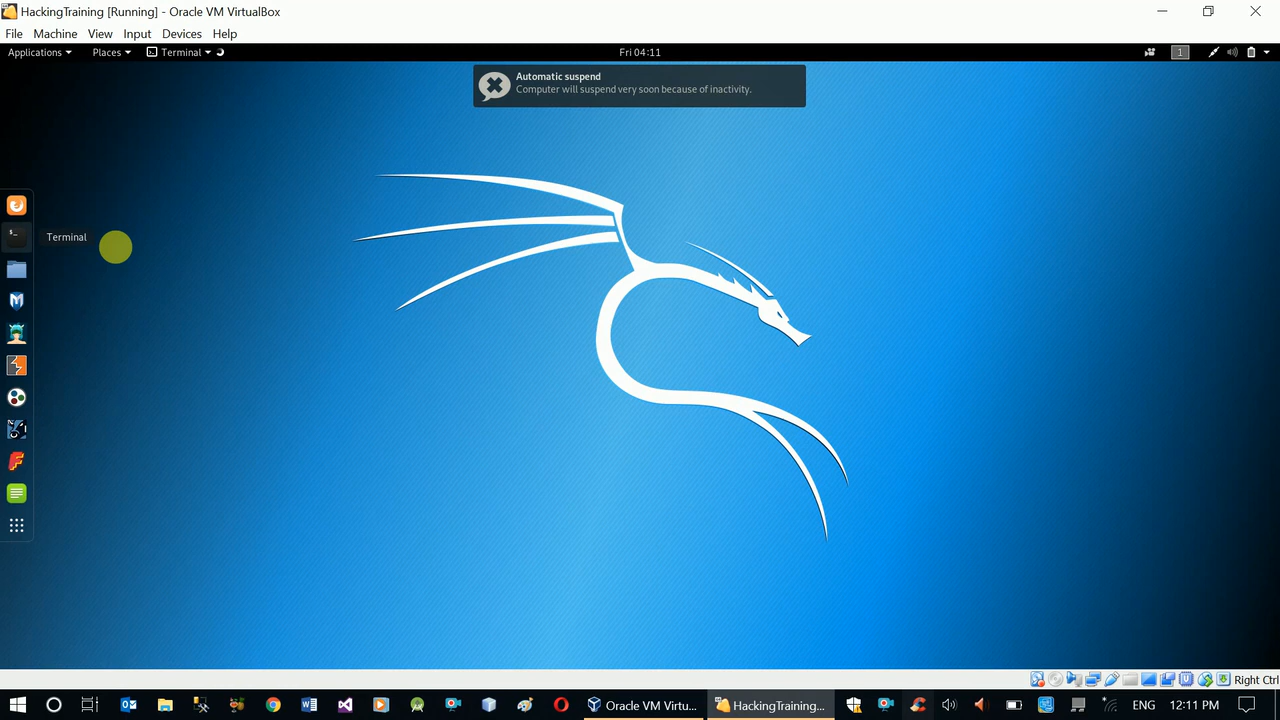 HackingTraining [Running] - Oracle VM VirtualBox
File Machine View Input Devices Help
Applications Places Terminal Fri 04:11 1
Automatic suspend
Computer will suspend very soon because of inactivity.
Terminal
Right Ctrl
Oracle VM Virtu... HackingTraining... ENG 12:11 PM